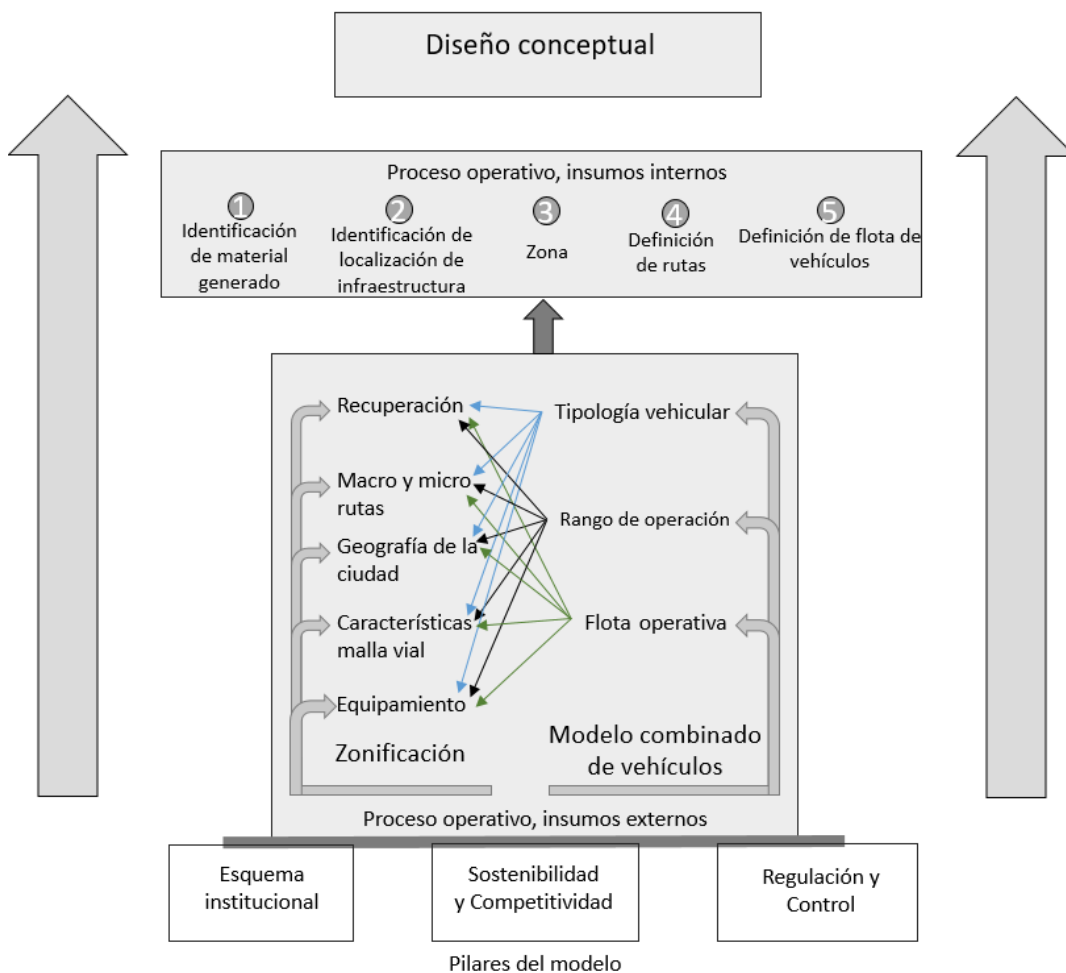 Diseño conceptual
Proceso operativo, insumos internos
1
Identificación
de material
generado
2
Identificación de
localización de
infraestructura
3
Zona
4
Definición
de rutas
5
Definición de flota de
vehículos
Recuperación
Macro y micro
rutas
Geografía de la
ciudad
Características
malla vial
Equipamiento
Zonificación
Tipología vehicular
Rango de operación
Flota operativa
Modelo combinado
de vehículos
Proceso operativo, insumos externos
Esquema
institucional
Sostenibilidad
y Competitividad
Regulación y
Control
Pilares del modelo